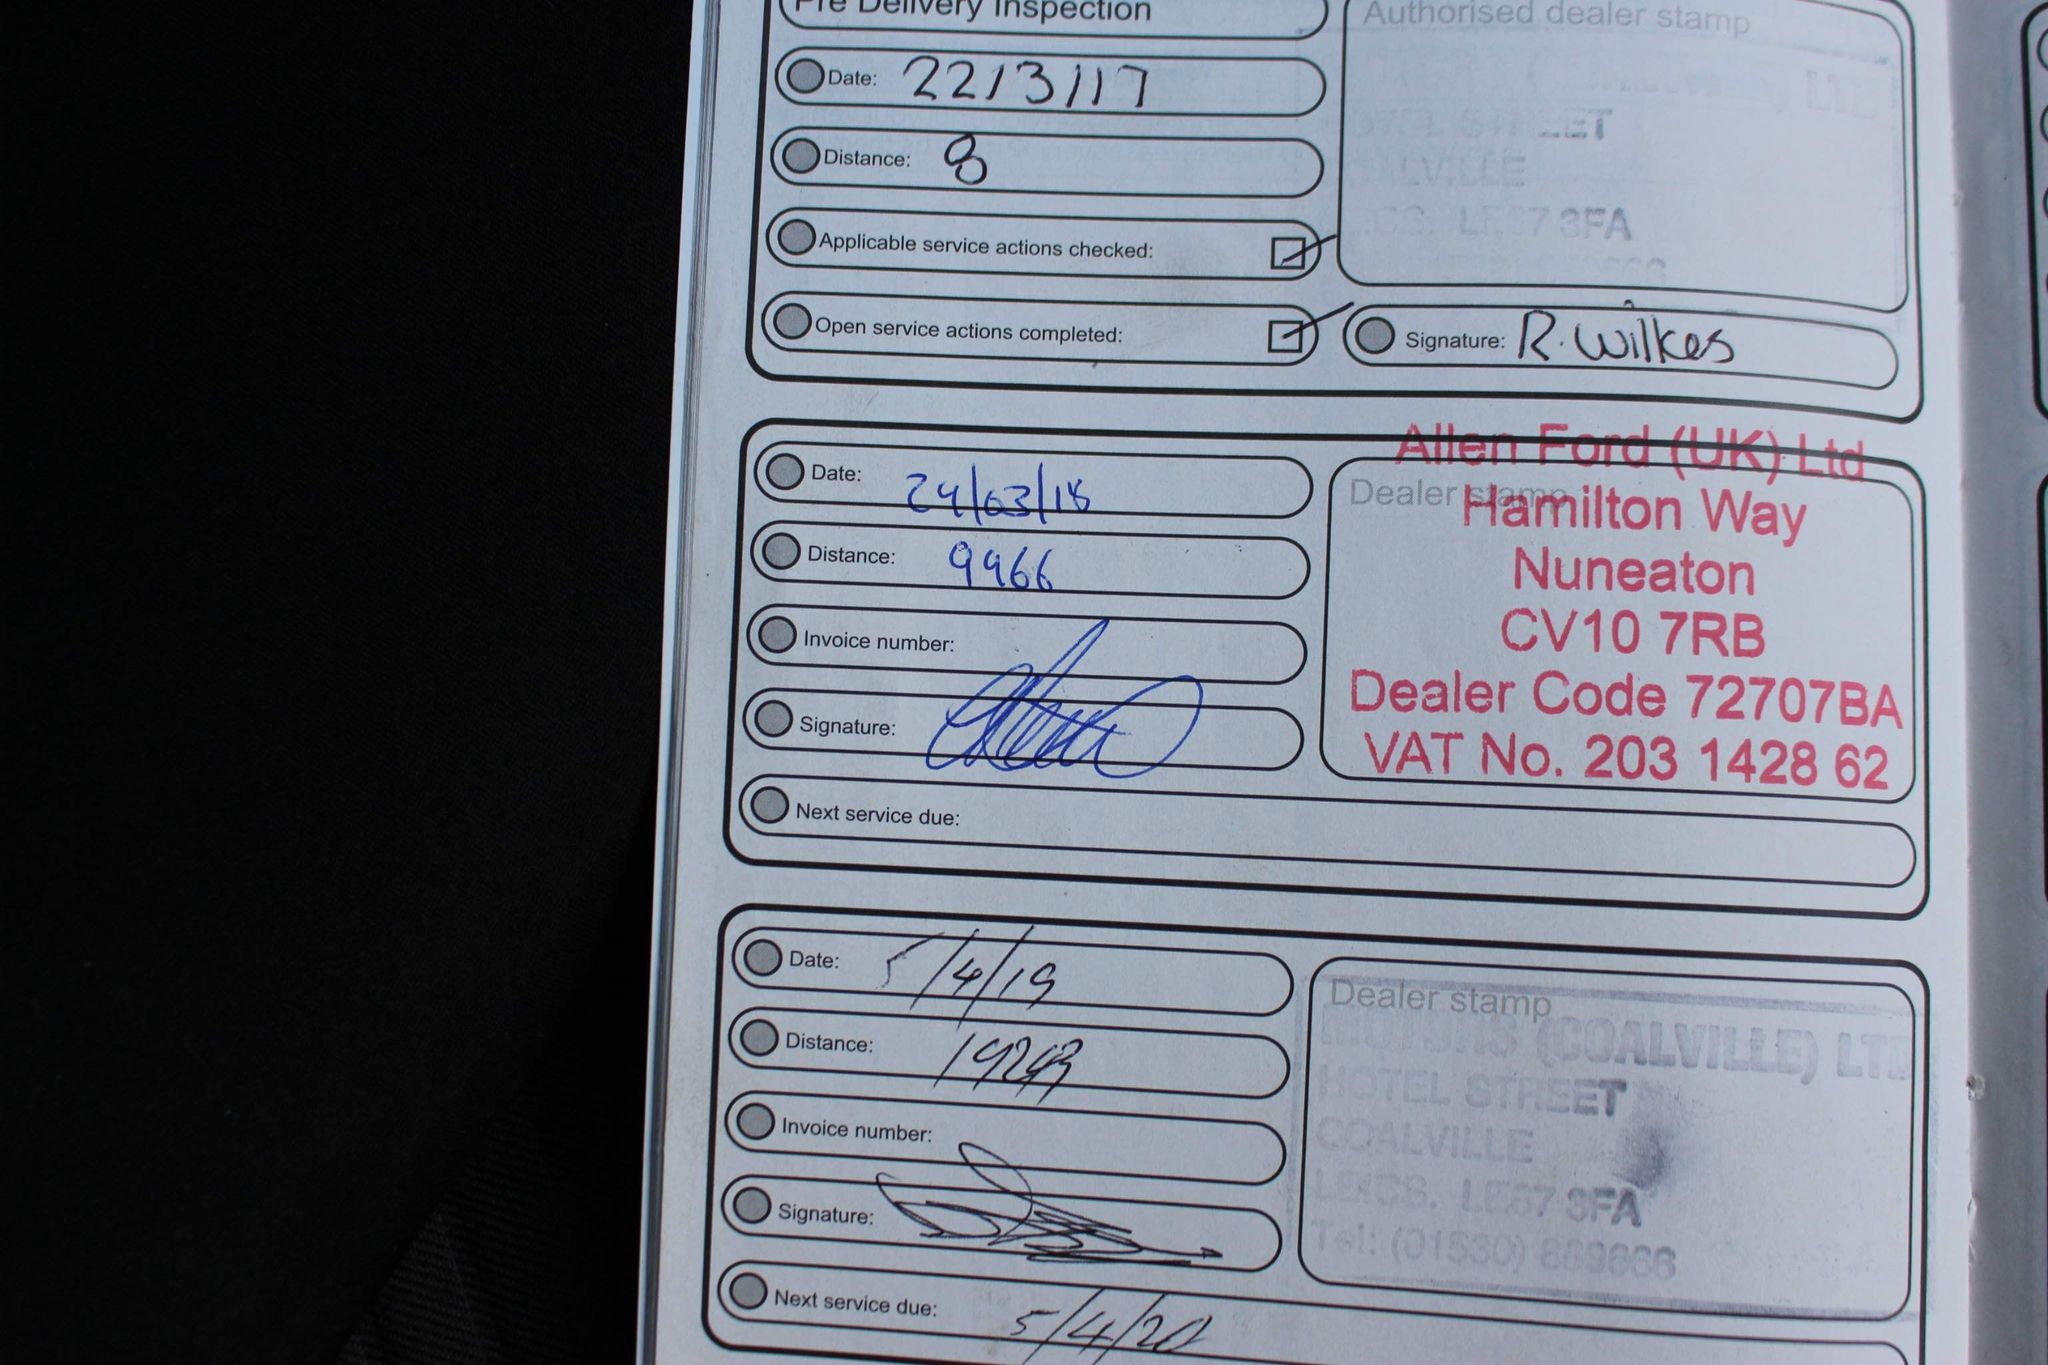 Pre Delivery Inspection
Authorised dealer stamp
Date: 22/3/17
LTD
STREET
Distance: 8
COALVILLE
LE67 3FA
Applicable service actions checked:
Open service actions completed:
Signature: R. Wilkes
Allen Ford (UK) Ltd
Date: 24/03/18
Dealer stamp
Hamilton Way
Distance: 9966
Nuneaton
CV10 7RB
Invoice number:
Dealer Code 72707BA
Signature:
VAT No. 203 1428 62
Next service due:
Date: 5/4/19
Dealer stamp
MOTORS (COALVILLE) LTD
Distance:
HOTEL STREET
COALVILLE
Invoice number:
LEICS. LE67 3FA
Signature:
Tel: (01530)
Next service due: 5/4/20